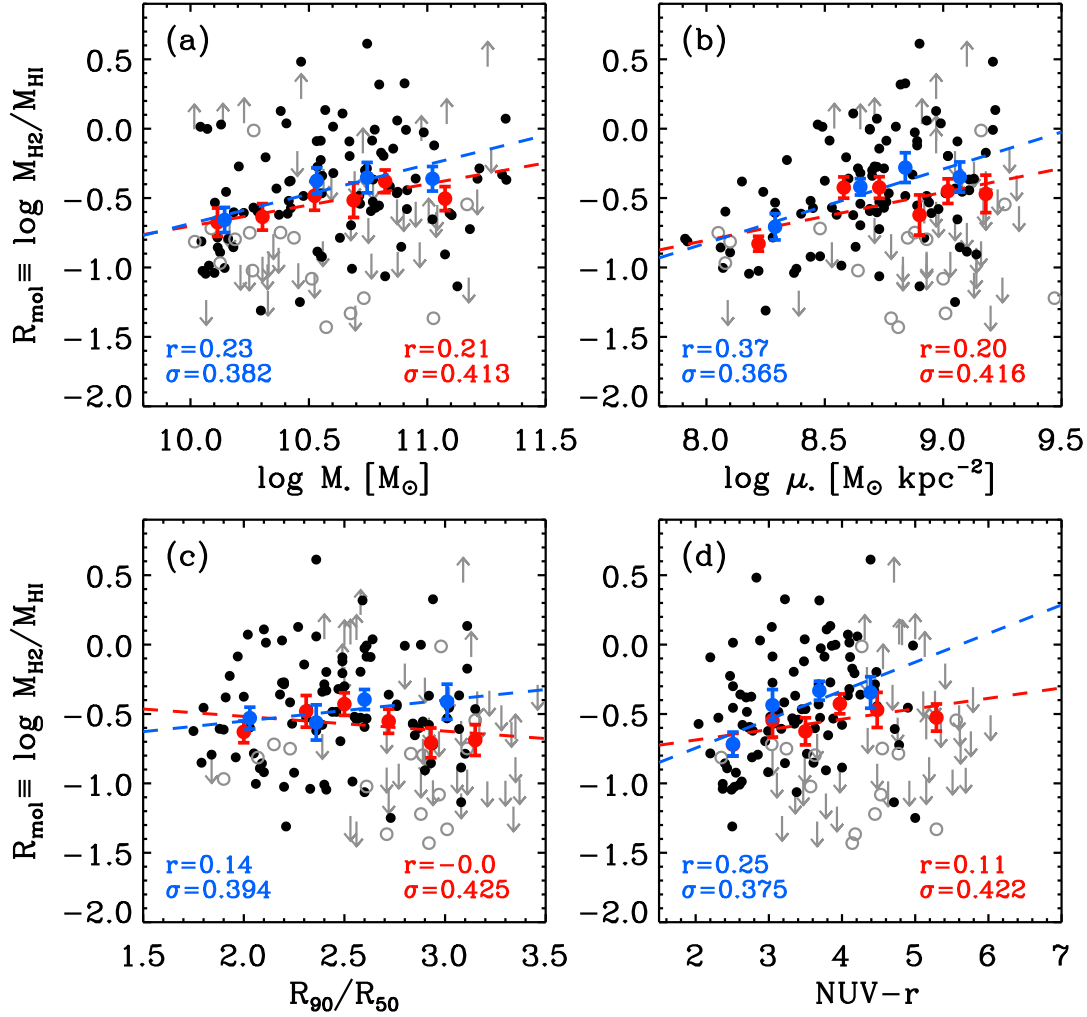 (a)
R_mol ≡ log M_H2/M_HI
0.5
0.0
−0.5
−1.0
−1.5
−2.0
r=0.23
σ=0.382
r=0.21
σ=0.413
10.0 10.5 11.0 11.5
log M* [M⊙]
(b)
r=0.37
σ=0.365
r=0.20
σ=0.416
8.0 8.5 9.0 9.5
log μ* [M⊙ kpc⁻²]
(c)
R_mol ≡ log M_H2/M_HI
0.5
0.0
−0.5
−1.0
−1.5
−2.0
r=0.14
σ=0.394
r=−0.0
σ=0.425
1.5 2.0 2.5 3.0 3.5
R_90/R_50
(d)
r=0.25
σ=0.375
r=0.11
σ=0.422
2 3 4 5 6 7
NUV−r